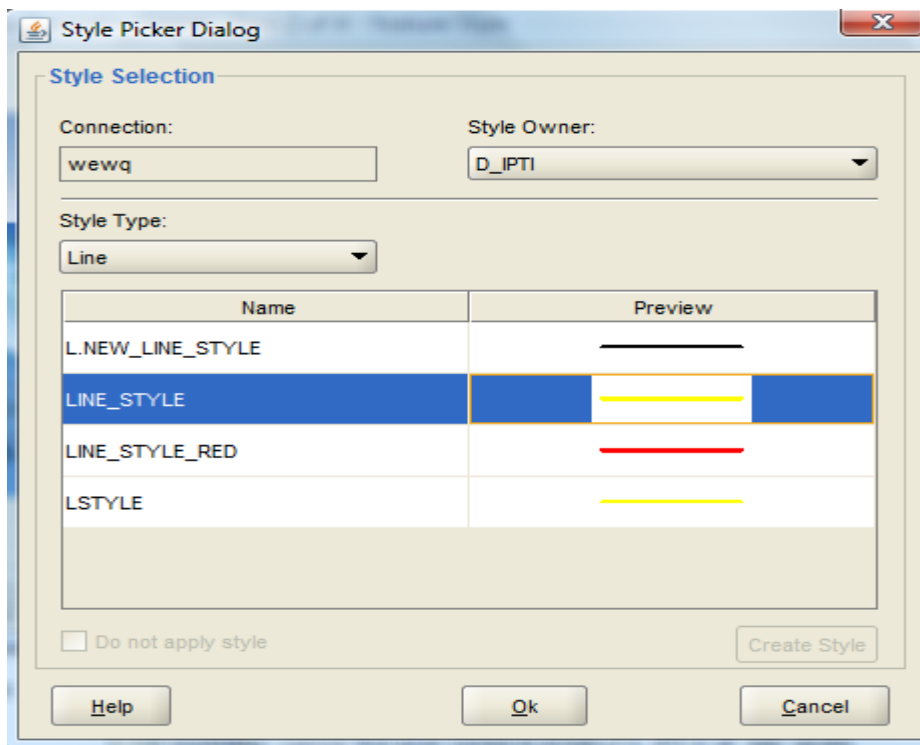 Style Picker Dialog
Style Selection
Connection: Style Owner:
wewq D_IPTI
Style Type:
Line
Name Preview
L.NEW_LINE_STYLE
LINE_STYLE
LINE_STYLE_RED
LSTYLE
Do not apply style Create Style
Help Ok Cancel